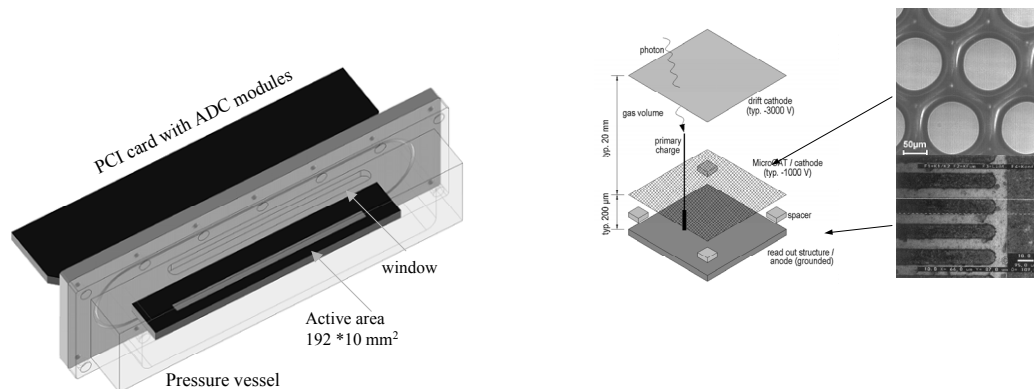 PCI card with ADC modules
window
Active area
192 *10 mm²
Pressure vessel
photon
drift cathode
(typ. -3000 V)
gas volume
typ. 20 mm
primary
charge
MicroCAT / cathode
(typ. -1000 V)
typ. 200 µm
spacer
read out structure /
anode (grounded)
50µm